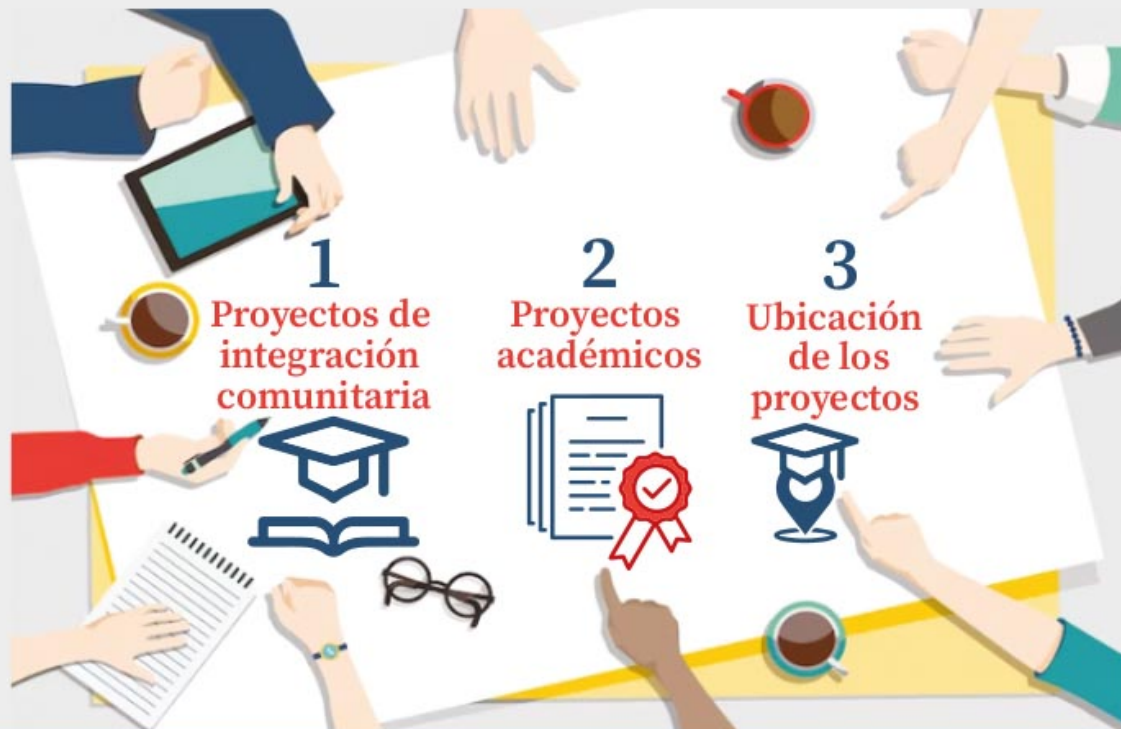 1
Proyectos de
integración
comunitaria
2
Proyectos
académicos
3
Ubicación
de los
proyectos